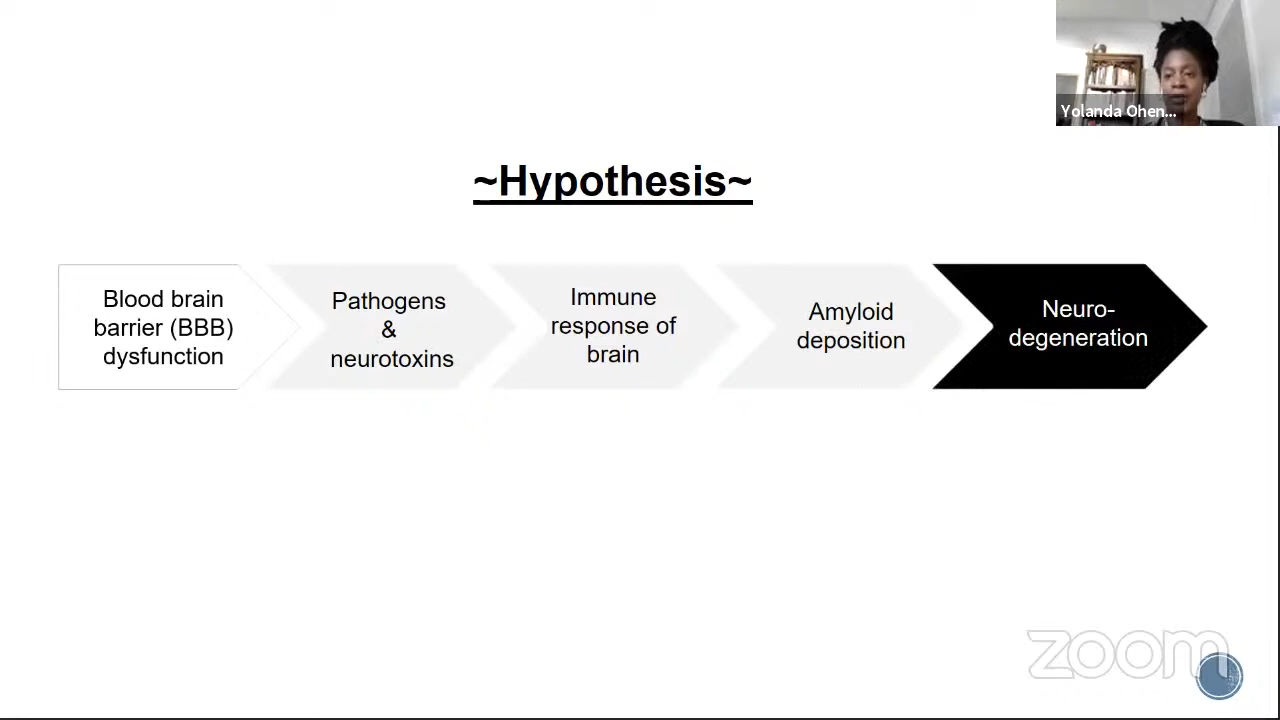 Yolanda Ohen...
~Hypothesis~
Blood brain
barrier (BBB)
dysfunction
Pathogens
&
neurotoxins
Immune
response of
brain
Amyloid
deposition
Neuro-
degeneration
zoom